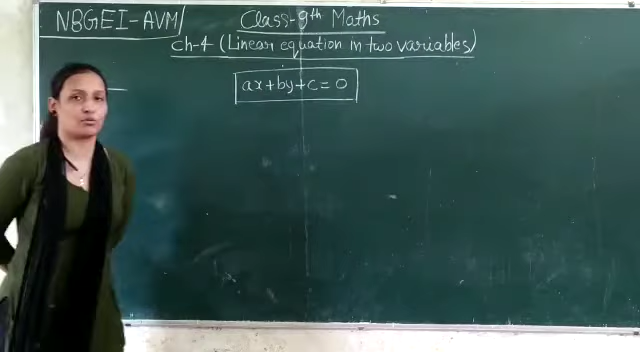 NBGEI-AVM
Class-9th Maths
Ch-4 (Linear equation in two variables)
ax+by+c=0